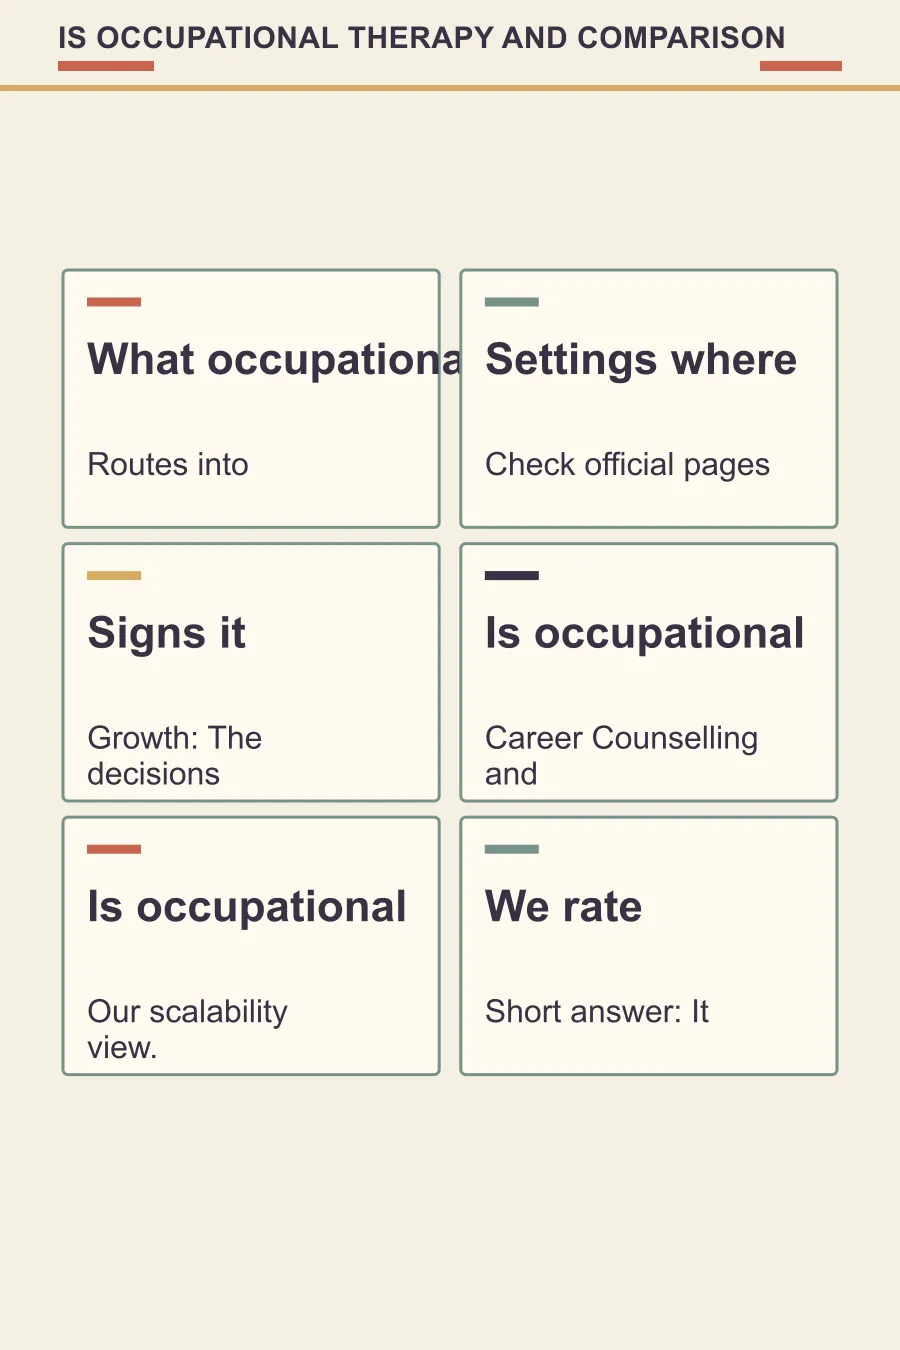 IS OCCUPATIONAL THERAPY AND COMPARISON
What occupationa
Routes into
Settings where
Check official pages
Signs it
Growth: The
decisions
Is occupational
Career Counselling
and
Is occupational
Our scalability
view.
We rate
Short answer: It